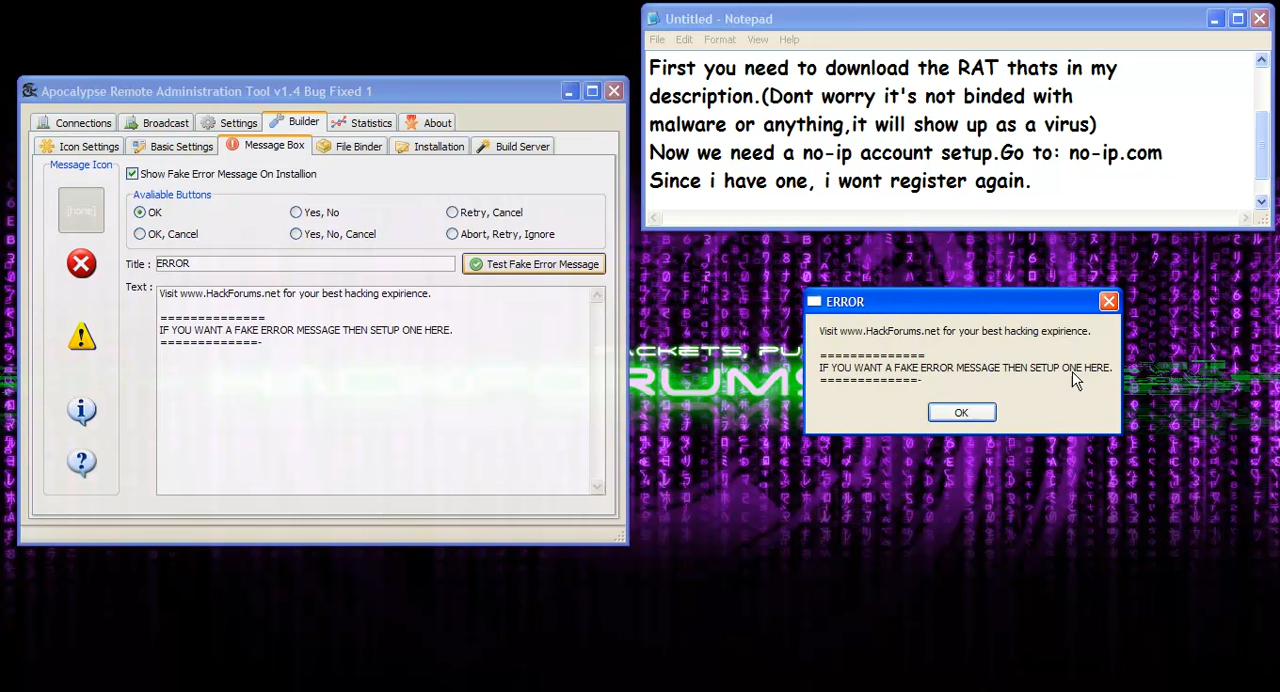 Apocalypse Remote Administration Tool v1.4 Bug Fixed 1
Connections
Broadcast
Settings
Builder
Statistics
About
Icon Settings
Basic Settings
Message Box
File Binder
Installation
Build Server
Message Icon
[none]
Show Fake Error Message On Installion
Avaliable Buttons
OK
Yes, No
Retry, Cancel
OK, Cancel
Yes, No, Cancel
Abort, Retry, Ignore
Title : ERROR
Test Fake Error Message
Text :
Visit www.HackForums.net for your best hacking expirience.
==============
IF YOU WANT A FAKE ERROR MESSAGE THEN SETUP ONE HERE.
=============-
Untitled - Notepad
File Edit Format View Help
First you need to download the RAT thats in my
description.(Dont worry it's not binded with
malware or anything,it will show up as a virus)
Now we need a no-ip account setup.Go to: no-ip.com
Since i have one, i wont register again.
ERROR
Visit www.HackForums.net for your best hacking expirience.
==============
IF YOU WANT A FAKE ERROR MESSAGE THEN SETUP ONE HERE.
=============-
OK